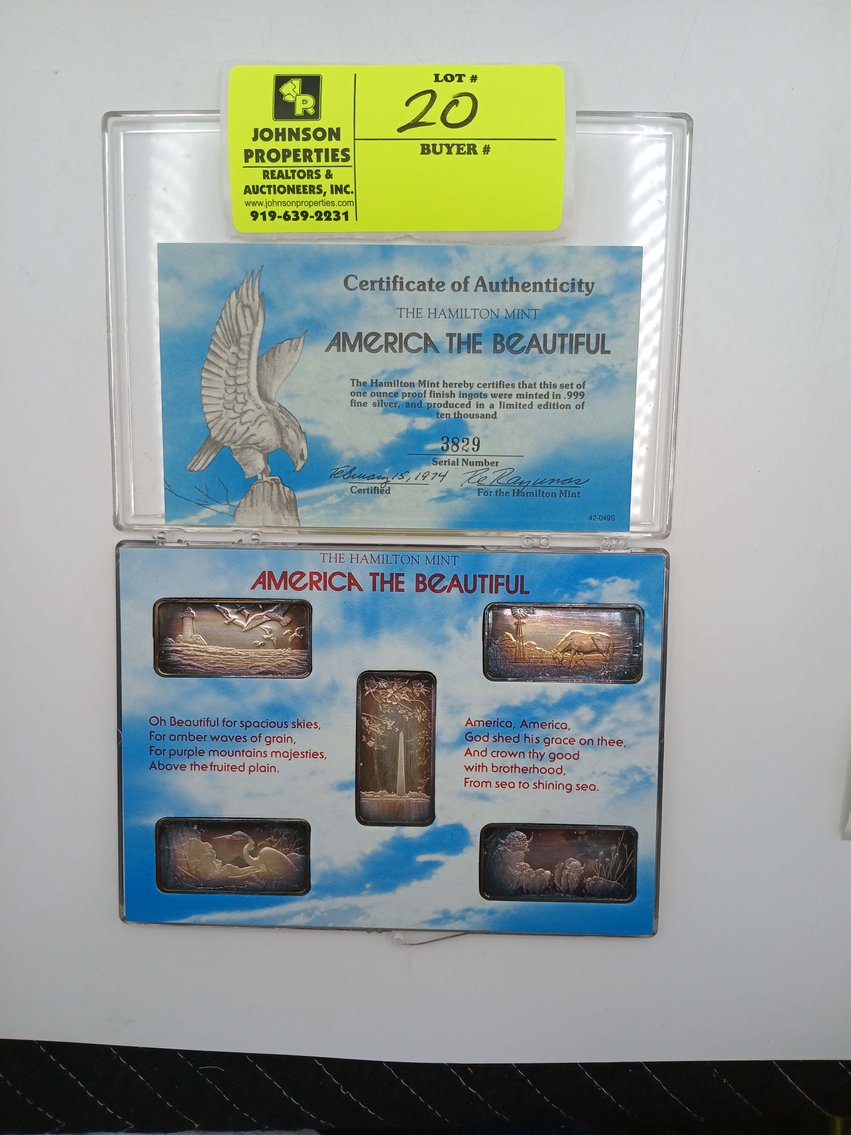 JR
JOHNSON
PROPERTIES
REALTORS &
AUCTIONEERS, INC.
www.johnsonproperties.com
919-639-2231
LOT #
20
BUYER #
Certificate of Authenticity
THE HAMILTON MINT
AMERICA THE BEAUTIFUL
The Hamilton Mint hereby certifies that this set of
one ounce proof finish ingots were minted in .999
fine silver, and produced in a limited edition of
ten thousand
3829
Serial Number
February 15, 1974
Certified
For the Hamilton Mint
42-049S
THE HAMILTON MINT
AMERICA THE BEAUTIFUL
Oh Beautiful for spacious skies,
For amber waves of grain,
For purple mountains majesties,
Above the fruited plain.
America, America,
God shed his grace on thee,
And crown thy good
with brotherhood,
From sea to shining sea.